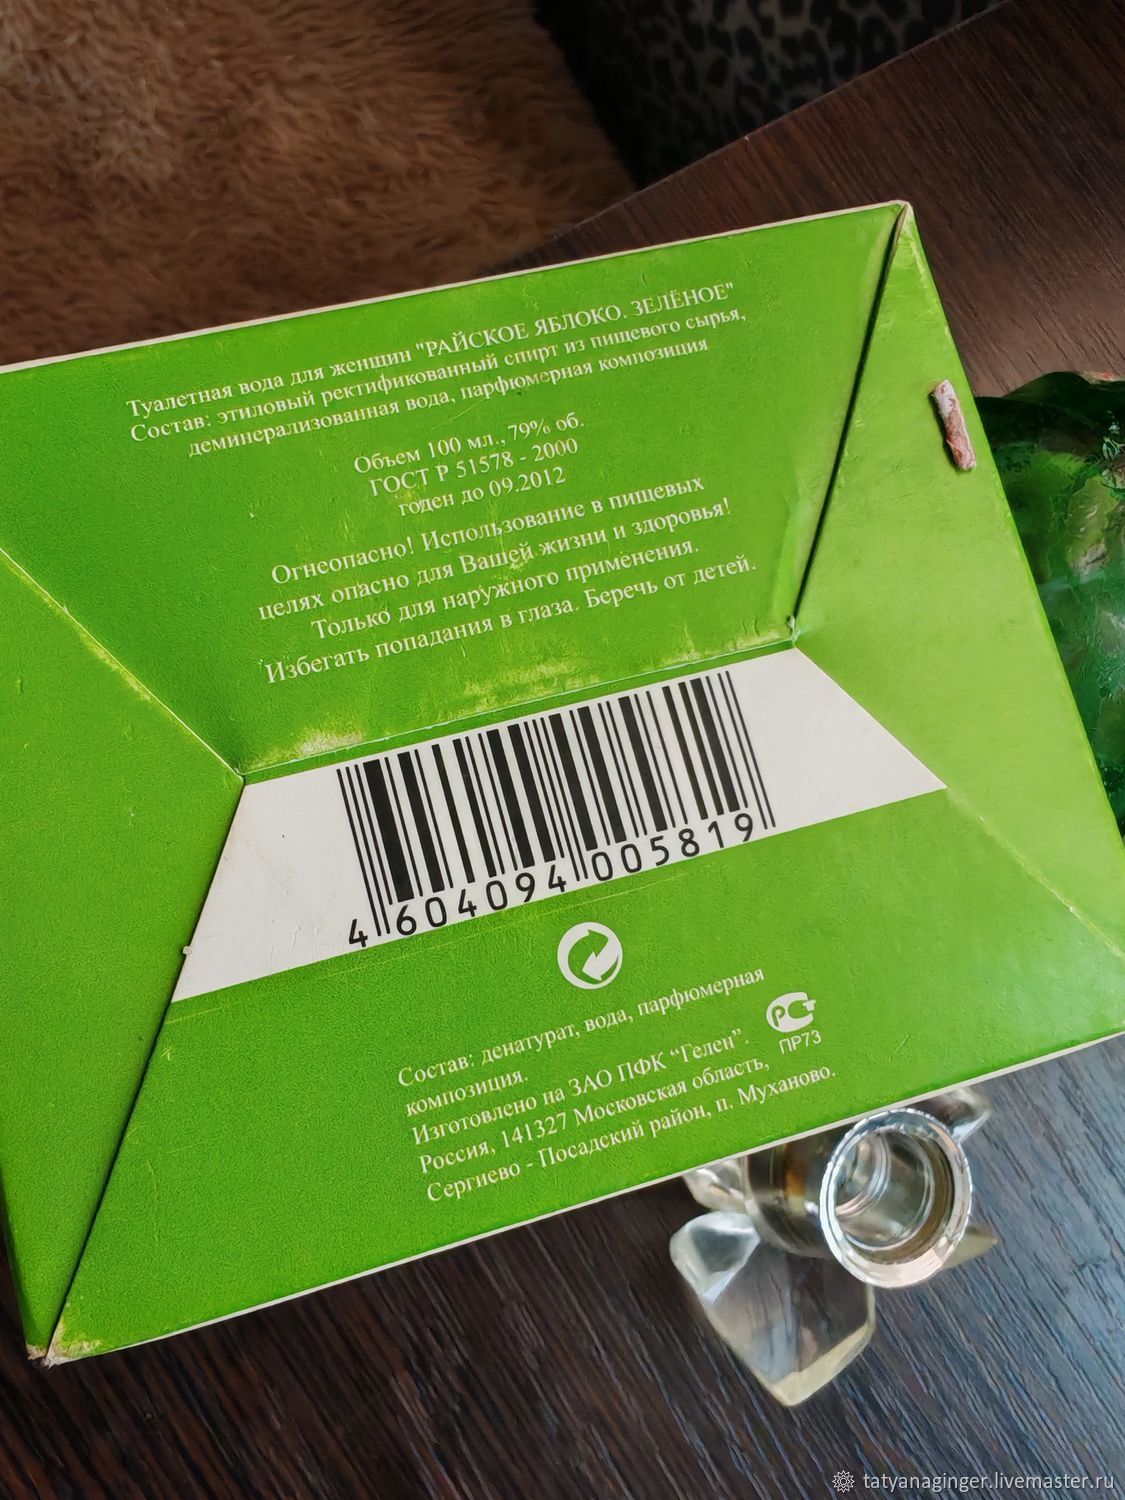 Туалетная вода для женщин "РАЙСКОЕ ЯБЛОКО. ЗЕЛЁНОЕ"
Состав: этиловый ректификованный спирт из пищевого сырья,
деминерализованная вода, парфюмерная композиция
Объем 100 мл., 79% об.
ГОСТ Р 51578 - 2000
годен до 09.2012
Огнеопасно! Использование в пищевых
целях опасно для Вашей жизни и здоровья!
Только для наружного применения.
Избегать попадания в глаза. Беречь от детей.
4 604094 005819
Состав: денатурат, вода, парфюмерная
композиция.
Изготовлено на ЗАО ПФК “Гелен”.
Россия, 141327 Московская область,
Сергиево - Посадский район, п. Муханово.
РСТ
ПР73
tatyanaginger.livemaster.ru